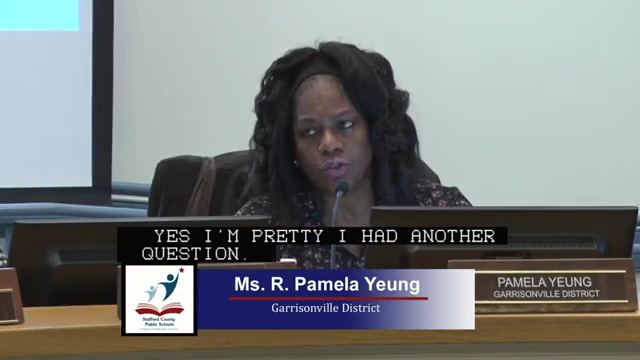 YES I'M PRETTY I HAD ANOTHER
QUESTION.
Ms. R. Pamela Yeung
Garrisonville District
Stafford County
Public Schools
PAMELA YEUNG
GARRISONVILLE DISTRICT